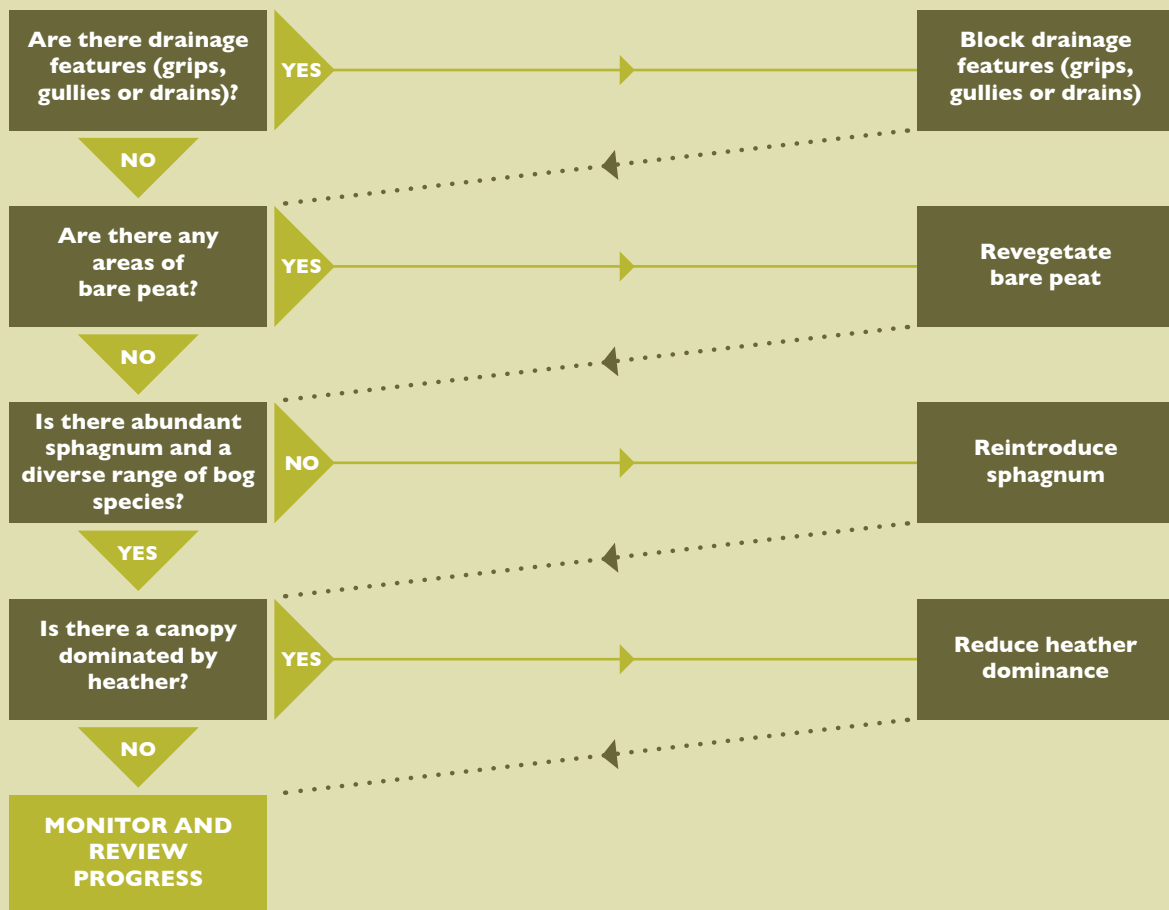 Are there drainage
features (grips,
gullies or drains)?
YES
Block drainage
features (grips,
gullies or drains)
NO
Are there any
areas of
bare peat?
YES
Revegetate
bare peat
NO
Is there abundant
sphagnum and a
diverse range of bog
species?
NO
Reintroduce
sphagnum
YES
Is there a canopy
dominated by
heather?
YES
Reduce heather
dominance
NO
MONITOR AND
REVIEW
PROGRESS